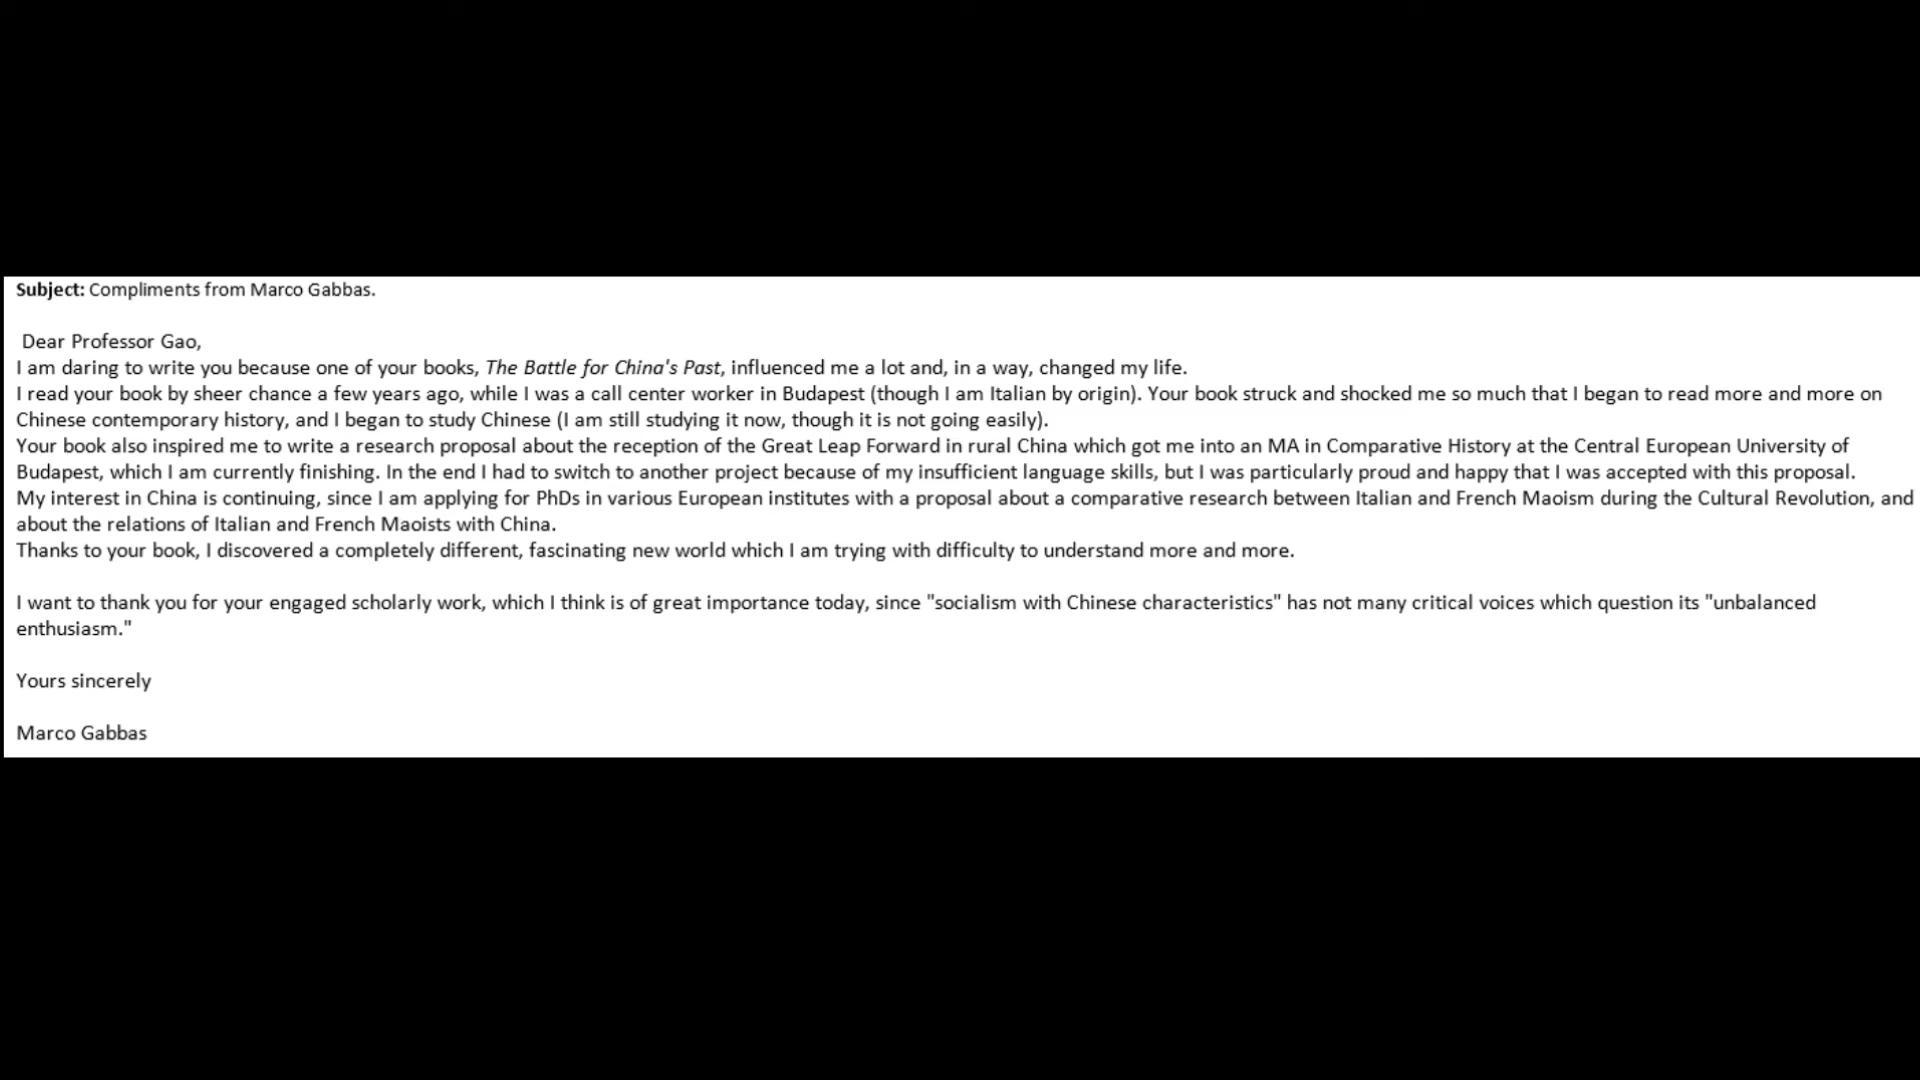 Subject: Compliments from Marco Gabbas.
Dear Professor Gao,
I am daring to write you because one of your books, The Battle for China's Past, influenced me a lot and, in a way, changed my life.
I read your book by sheer chance a few years ago, while I was a call center worker in Budapest (though I am Italian by origin). Your book struck and shocked me so much that I began to read more and more on
Chinese contemporary history, and I began to study Chinese (I am still studying it now, though it is not going easily).
Your book also inspired me to write a research proposal about the reception of the Great Leap Forward in rural China which got me into an MA in Comparative History at the Central European University of
Budapest, which I am currently finishing. In the end I had to switch to another project because of my insufficient language skills, but I was particularly proud and happy that I was accepted with this proposal.
My interest in China is continuing, since I am applying for PhDs in various European institutes with a proposal about a comparative research between Italian and French Maoism during the Cultural Revolution, and
about the relations of Italian and French Maoists with China.
Thanks to your book, I discovered a completely different, fascinating new world which I am trying with difficulty to understand more and more.
I want to thank you for your engaged scholarly work, which I think is of great importance today, since "socialism with Chinese characteristics" has not many critical voices which question its "unbalanced
enthusiasm."
Yours sincerely
Marco Gabbas